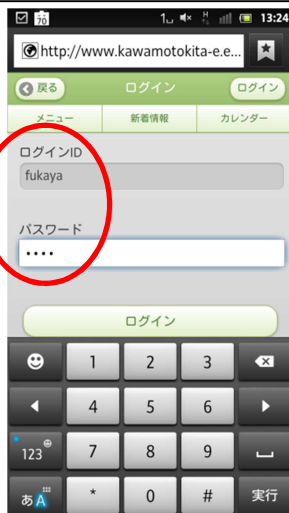 70 13:24
http://www.kawamotokita-e.e...
戻る ログイン ログイン
メニュー 新着情報 カレンダー
ログインID
fukaya
パスワード
••••
ログイン
1 2 3
4 5 6
123 7 8 9
あA * 0 # 実行